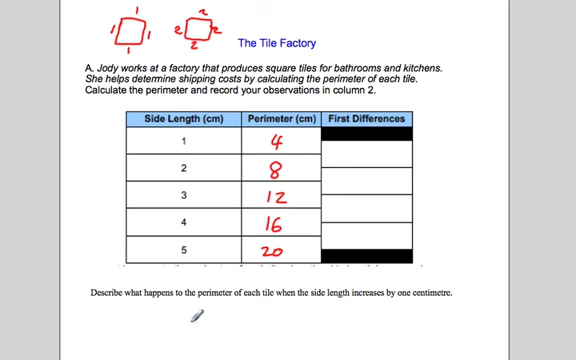 1
1 1
1
2
2 2
2
The Tile Factory
A. Jody works at a factory that produces square tiles for bathrooms and kitchens.
She helps determine shipping costs by calculating the perimeter of each tile.
Calculate the perimeter and record your observations in column 2.
Side Length (cm) Perimeter (cm) First Differences
1 4
2 8
3 12
4 16
5 20
Describe what happens to the perimeter of each tile when the side length increases by one centimetre.